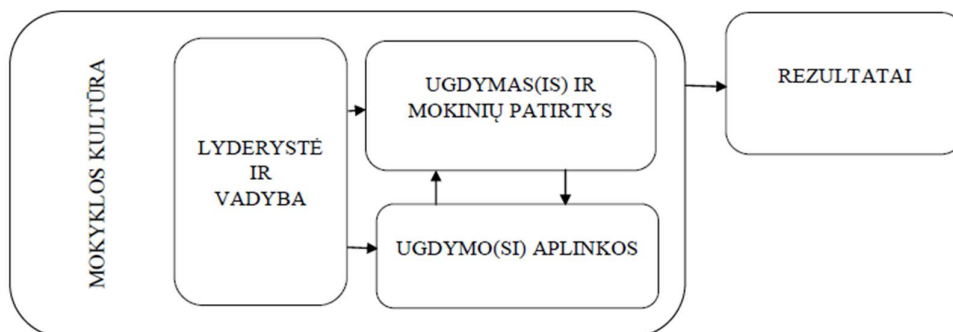 MOKYKLOS KULTŪRA
LYDERYSTĖ
IR
VADYBA
UGDYMAS(IS) IR
MOKINIŲ PATIRTYS
UGDYMO(SI) APLINKOS
REZULTATAI